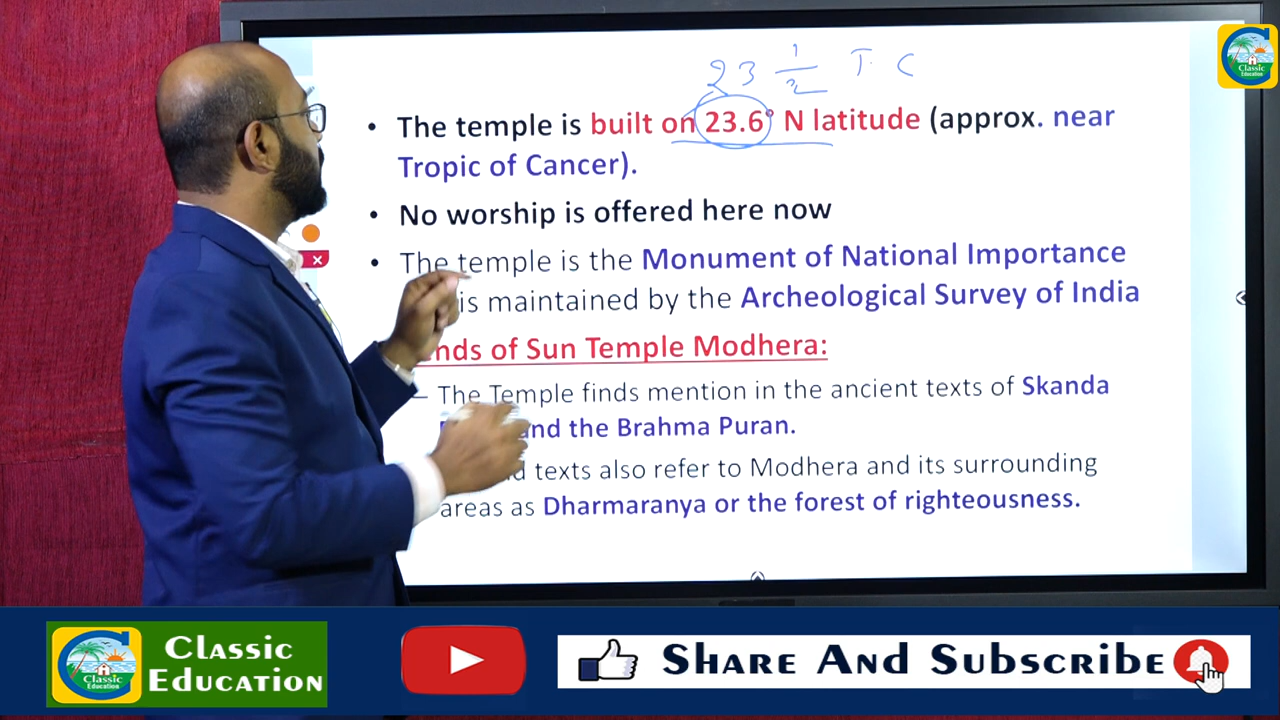 23 1/2 T. C
Classic
Education
• The temple is built on 23.6° N latitude (approx. near
Tropic of Cancer).
• No worship is offered here now
• The temple is the Monument of National Importance
is maintained by the Archeological Survey of India
nds of Sun Temple Modhera:
– The Temple finds mention in the ancient texts of Skanda
and the Brahma Puran.
texts also refer to Modhera and its surrounding
areas as Dharmaranya or the forest of righteousness.
Classic
Education
Classic
Education
Share And Subscribe